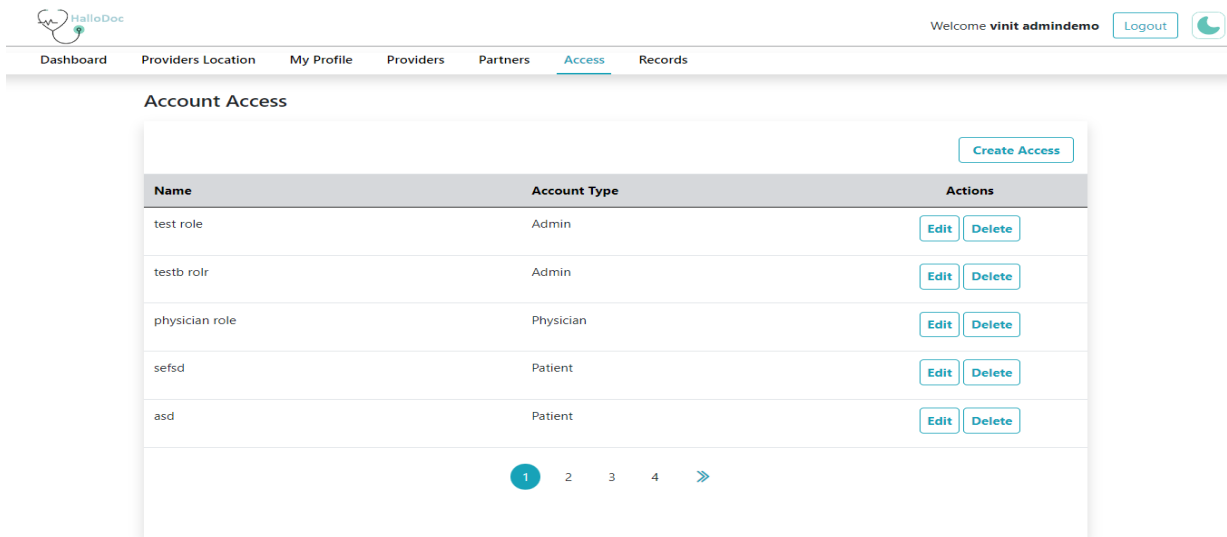 HalloDoc
Welcome vinit admindemo Logout
Dashboard Providers Location My Profile Providers Partners Access Records
Account Access
Create Access
Name Account Type Actions
test role Admin Edit Delete
testb rolr Admin Edit Delete
physician role Physician Edit Delete
sefsd Patient Edit Delete
asd Patient Edit Delete
1 2 3 4